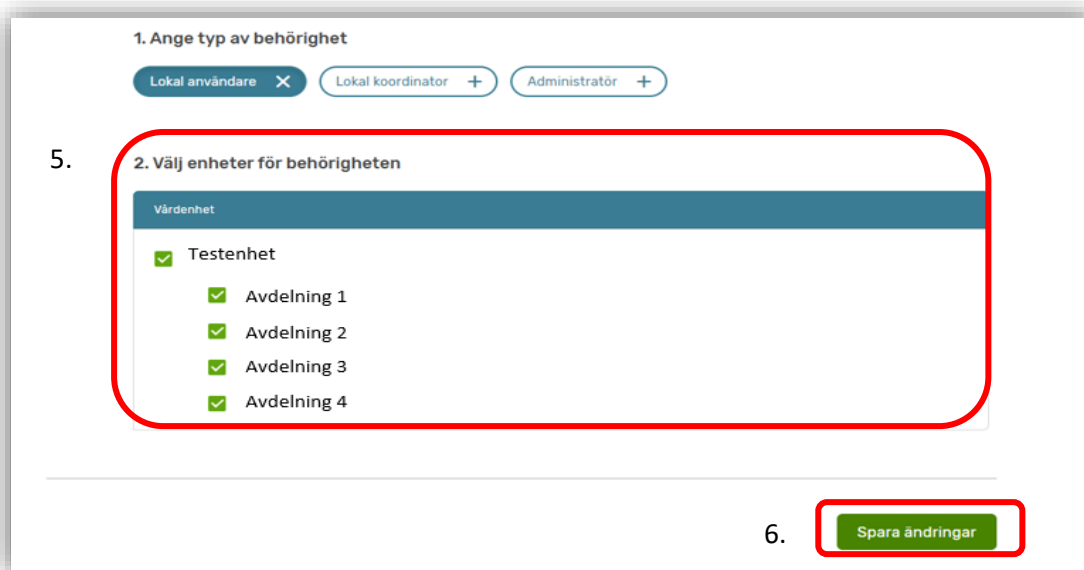 1. Ange typ av behörighet
Lokal användare
Lokal koordinator
Administratör
5.
2. Välj enheter för behörigheten
Vårdenhet
Testenhet
Avdelning 1
Avdelning 2
Avdelning 3
Avdelning 4
6.
Spara ändringar